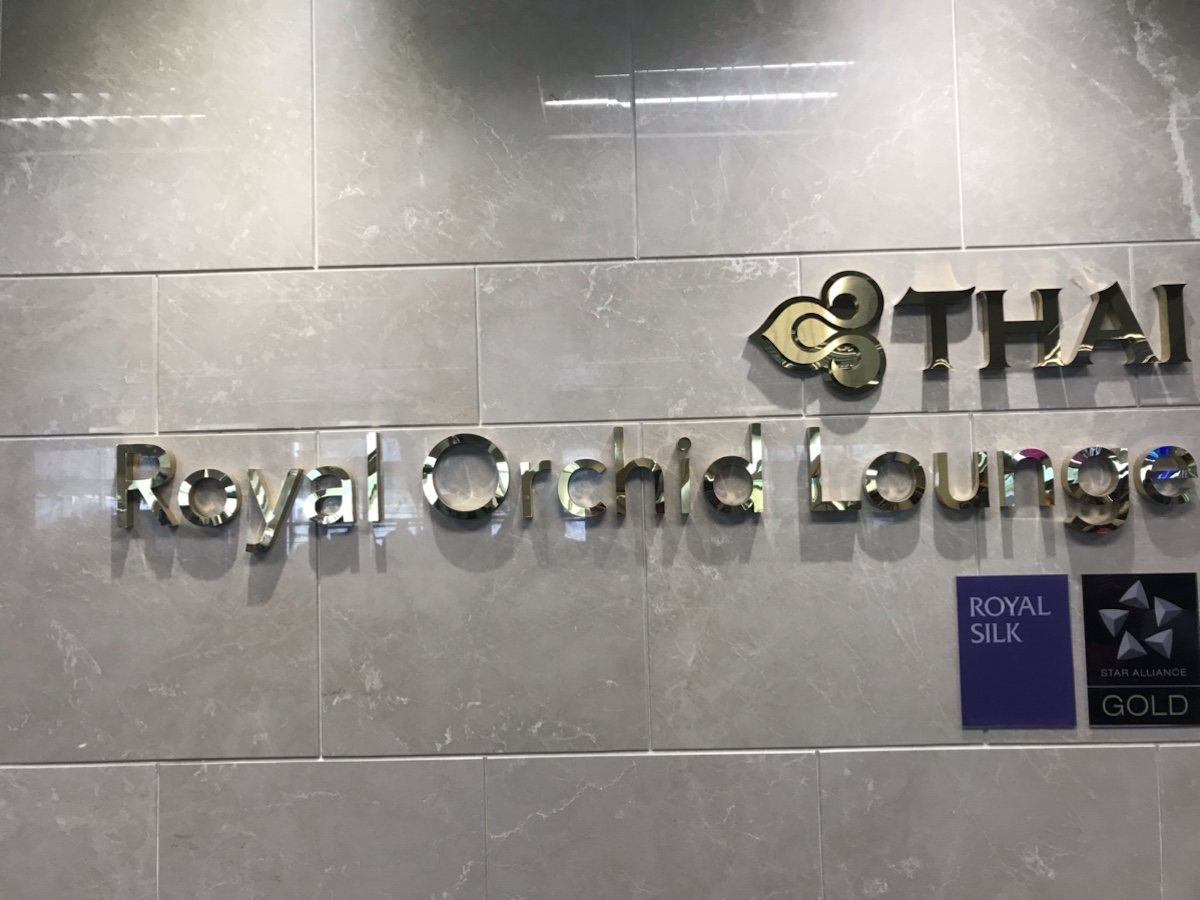 THAI
Royal Orchid Lounge
ROYAL
SILK
STAR ALLIANCE
GOLD